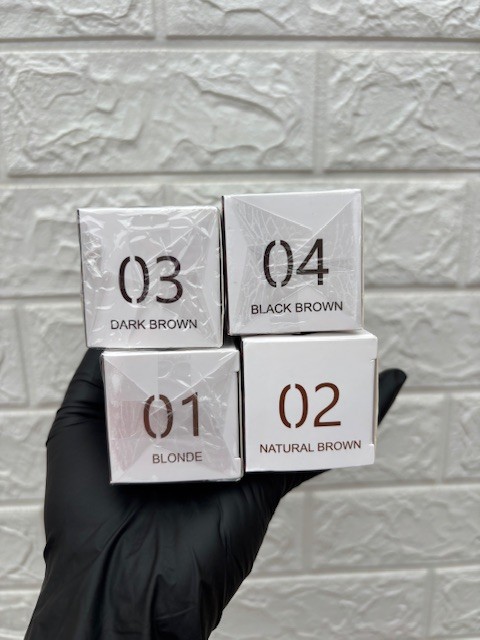 03
DARK BROWN
04
BLACK BROWN
01
BLONDE
02
NATURAL BROWN